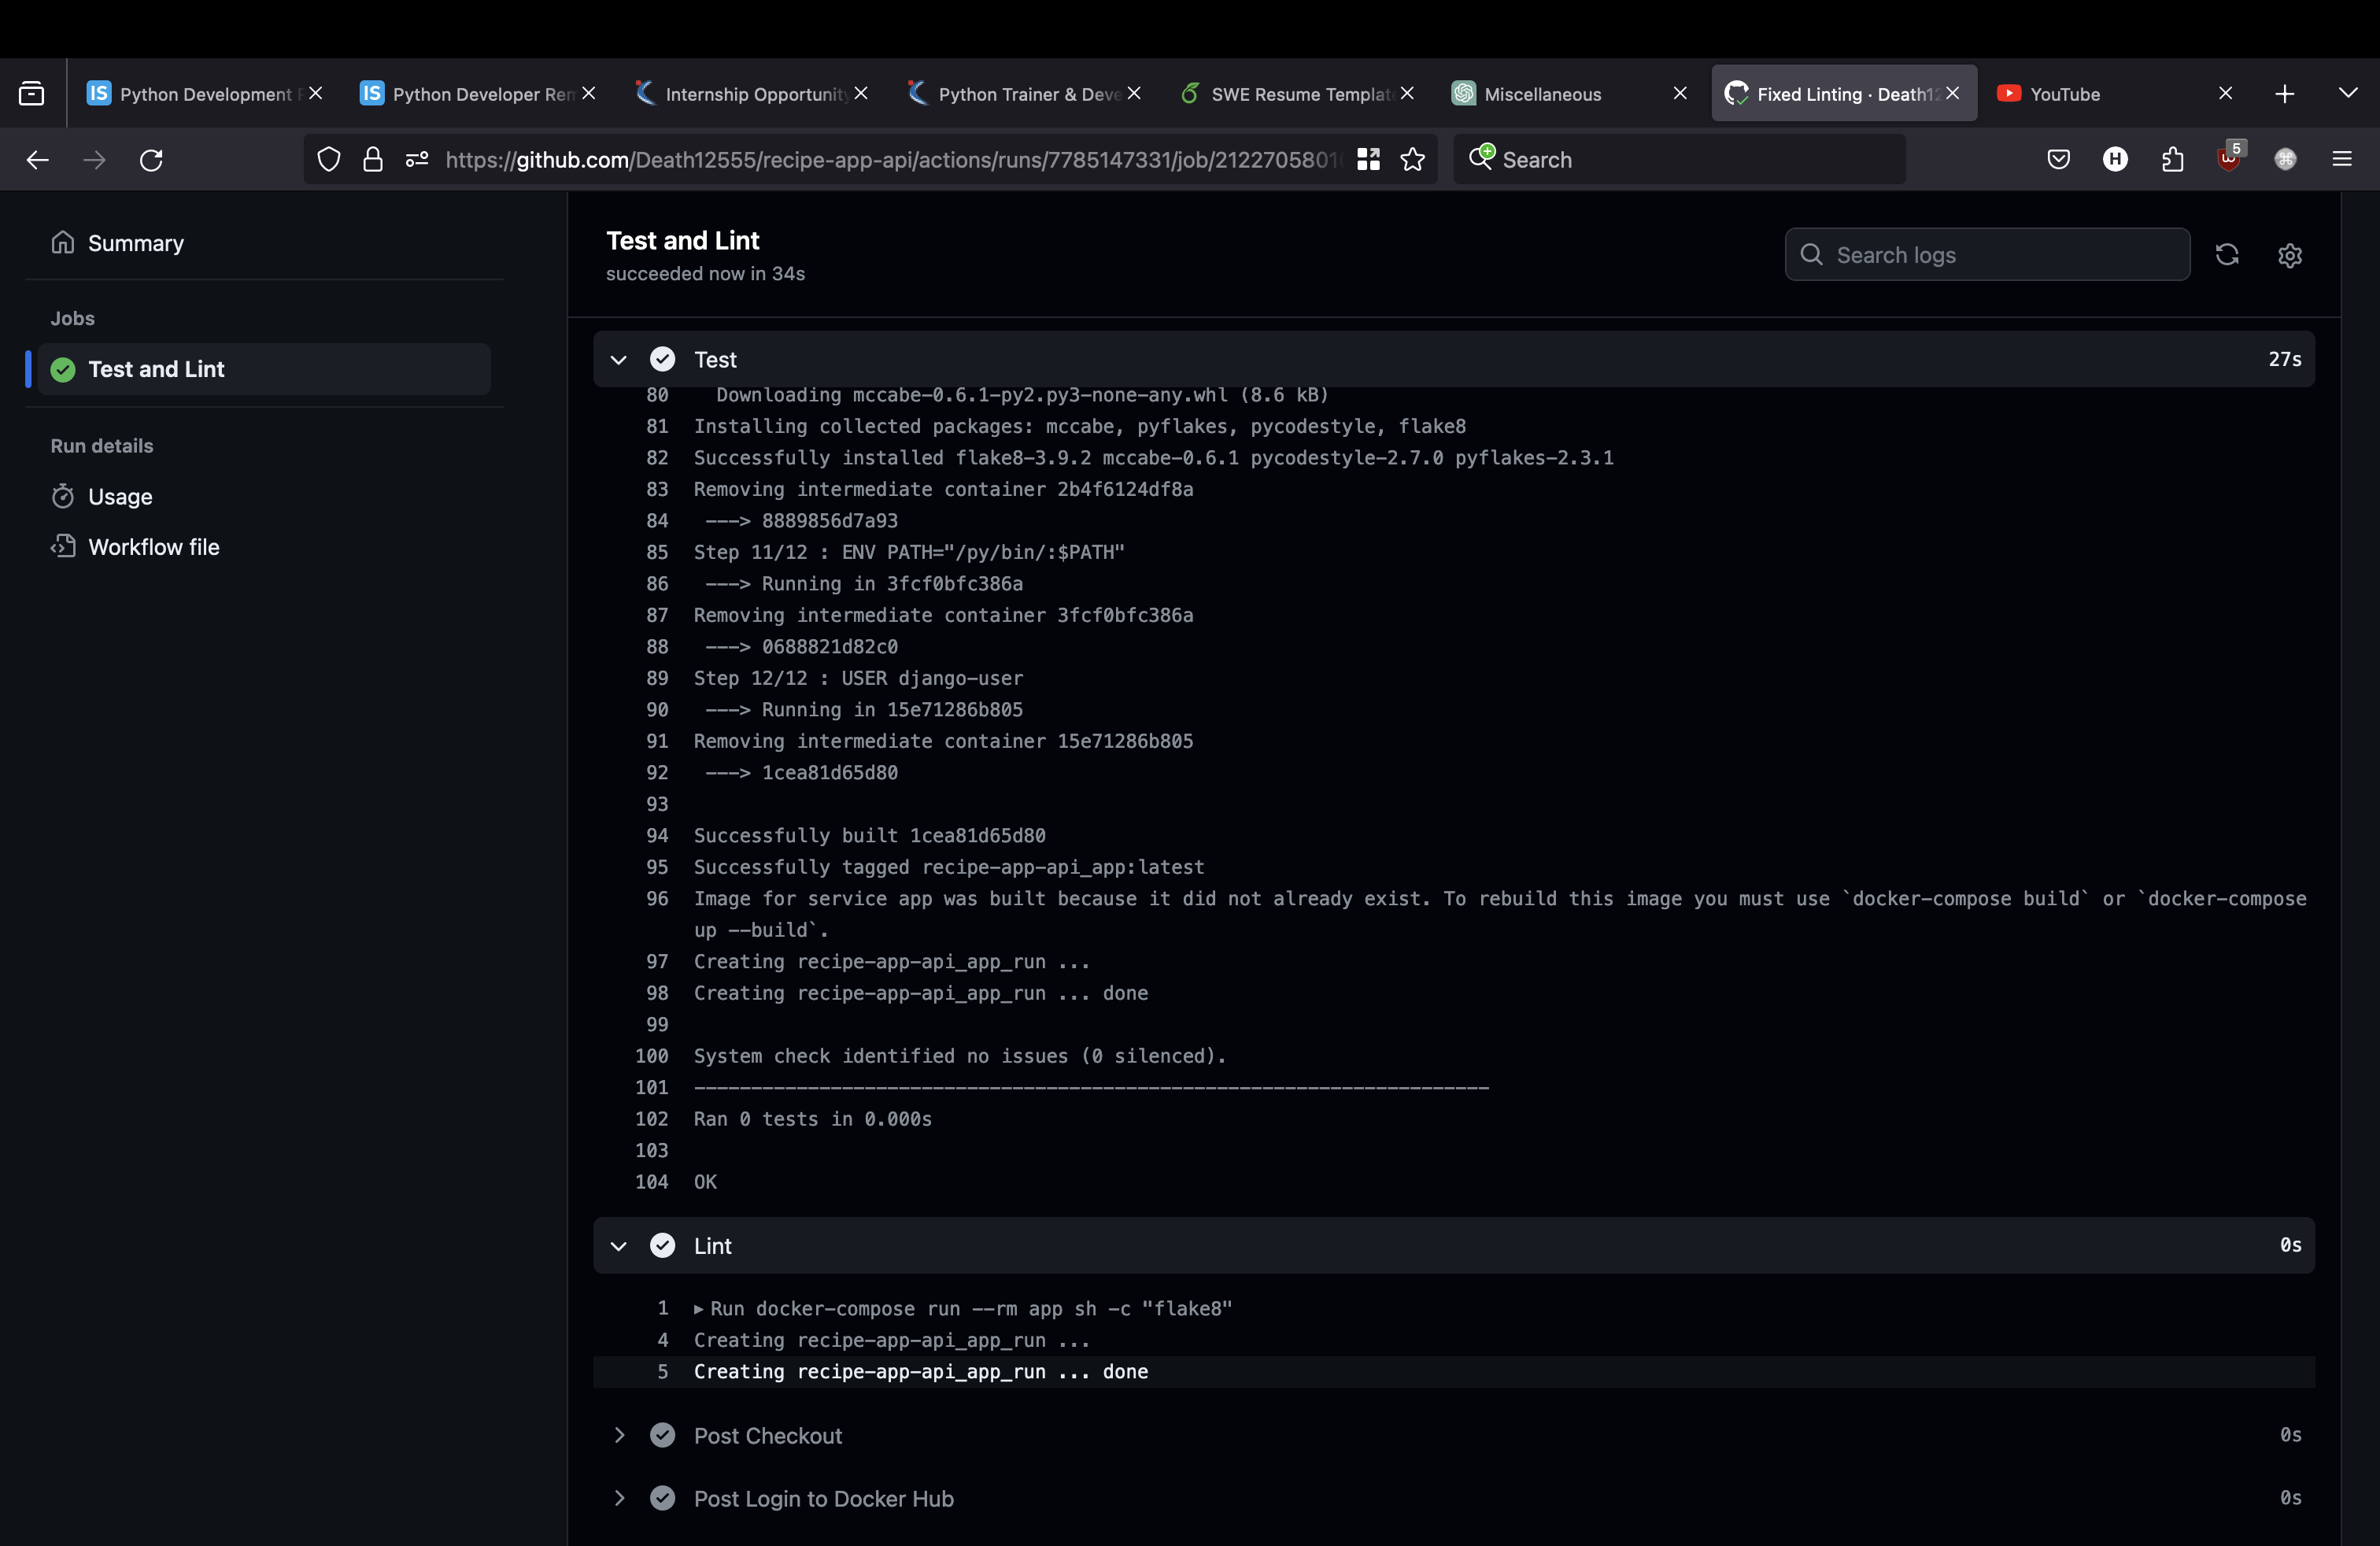 Python Development
Python Developer Rem
Internship Opportunity
Python Trainer & Deve
SWE Resume Templat
Miscellaneous
Fixed Linting · Death12
YouTube
https://github.com/Death12555/recipe-app-api/actions/runs/7785147331/job/2122705801
Search
5
Summary
Jobs
Test and Lint
Run details
Usage
Workflow file
Test and Lint
succeeded now in 34s
Search logs
Test 27s
80 Downloading mccabe-0.6.1-py2.py3-none-any.whl (8.6 kB)
81 Installing collected packages: mccabe, pyflakes, pycodestyle, flake8
82 Successfully installed flake8-3.9.2 mccabe-0.6.1 pycodestyle-2.7.0 pyflakes-2.3.1
83 Removing intermediate container 2b4f6124df8a
84 ---> 8889856d7a93
85 Step 11/12 : ENV PATH="/py/bin/:$PATH"
86 ---> Running in 3fcf0bfc386a
87 Removing intermediate container 3fcf0bfc386a
88 ---> 0688821d82c0
89 Step 12/12 : USER django-user
90 ---> Running in 15e71286b805
91 Removing intermediate container 15e71286b805
92 ---> 1cea81d65d80
93
94 Successfully built 1cea81d65d80
95 Successfully tagged recipe-app-api_app:latest
96 Image for service app was built because it did not already exist. To rebuild this image you must use `docker-compose build` or `docker-compose
up --build`.
97 Creating recipe-app-api_app_run ...
98 Creating recipe-app-api_app_run ... done
99
100 System check identified no issues (0 silenced).
101 ----------------------------------------------------------------------
102 Ran 0 tests in 0.000s
103
104 OK
Lint 0s
1 Run docker-compose run --rm app sh -c "flake8"
4 Creating recipe-app-api_app_run ...
5 Creating recipe-app-api_app_run ... done
Post Checkout 0s
Post Login to Docker Hub 0s